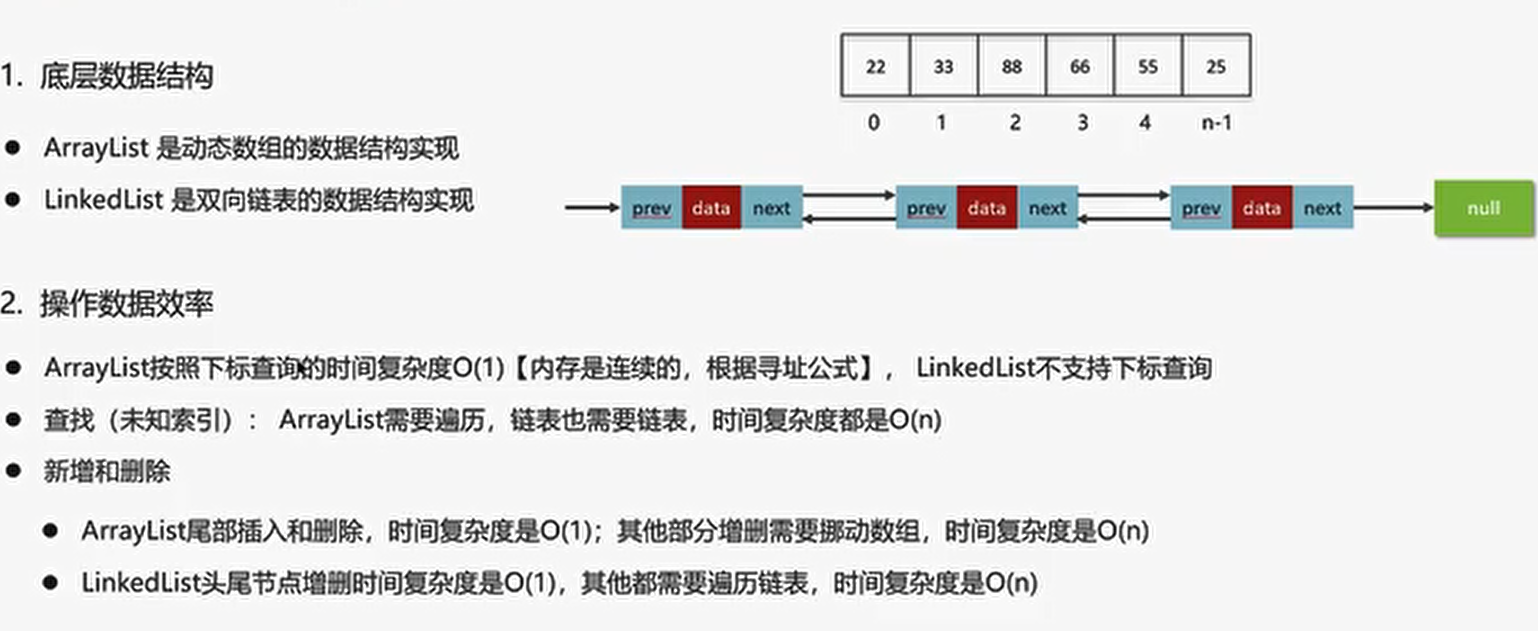 22 33 88 66 55 25
1. 底层数据结构
0 1 2 3 4 n-1
● ArrayList 是动态数组的数据结构实现
● LinkedList 是双向链表的数据结构实现
prev data next prev data next prev data next null
2. 操作数据效率
● ArrayList按照下标查询的时间复杂度O(1)【内存是连续的，根据寻址公式】， LinkedList不支持下标查询
● 查找（未知索引）： ArrayList需要遍历，链表也需要链表，时间复杂度都是O(n)
● 新增和删除
● ArrayList尾部插入和删除，时间复杂度是O(1)；其他部分增删需要挪动数组，时间复杂度是O(n)
● LinkedList头尾节点增删时间复杂度是O(1)，其他都需要遍历链表，时间复杂度是O(n)